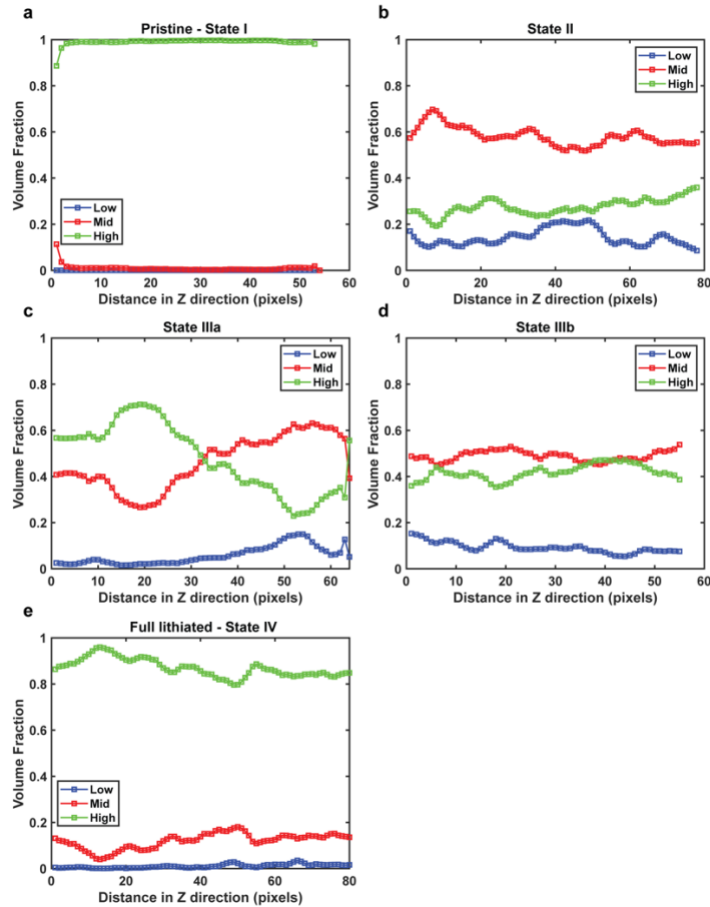 a
Pristine - State I
1
0.8
0.6
0.4
0.2
0
Volume Fraction
Low
Mid
High
0 10 20 30 40 50 60
Distance in Z direction (pixels)
b
State II
1
0.8
0.6
0.4
0.2
0
Volume Fraction
Low
Mid
High
0 20 40 60 80
Distance in Z direction (pixels)
c
State IIIa
1
0.8
0.6
0.4
0.2
0
Volume Fraction
Low
Mid
High
0 10 20 30 40 50 60
Distance in Z direction (pixels)
d
State IIIb
1
0.8
0.6
0.4
0.2
0
Volume Fraction
Low
Mid
High
0 10 20 30 40 50 60
Distance in Z direction (pixels)
e
Full lithiated - State IV
1
0.8
0.6
0.4
0.2
0
Volume Fraction
Low
Mid
High
0 20 40 60 80
Distance in Z direction (pixels)